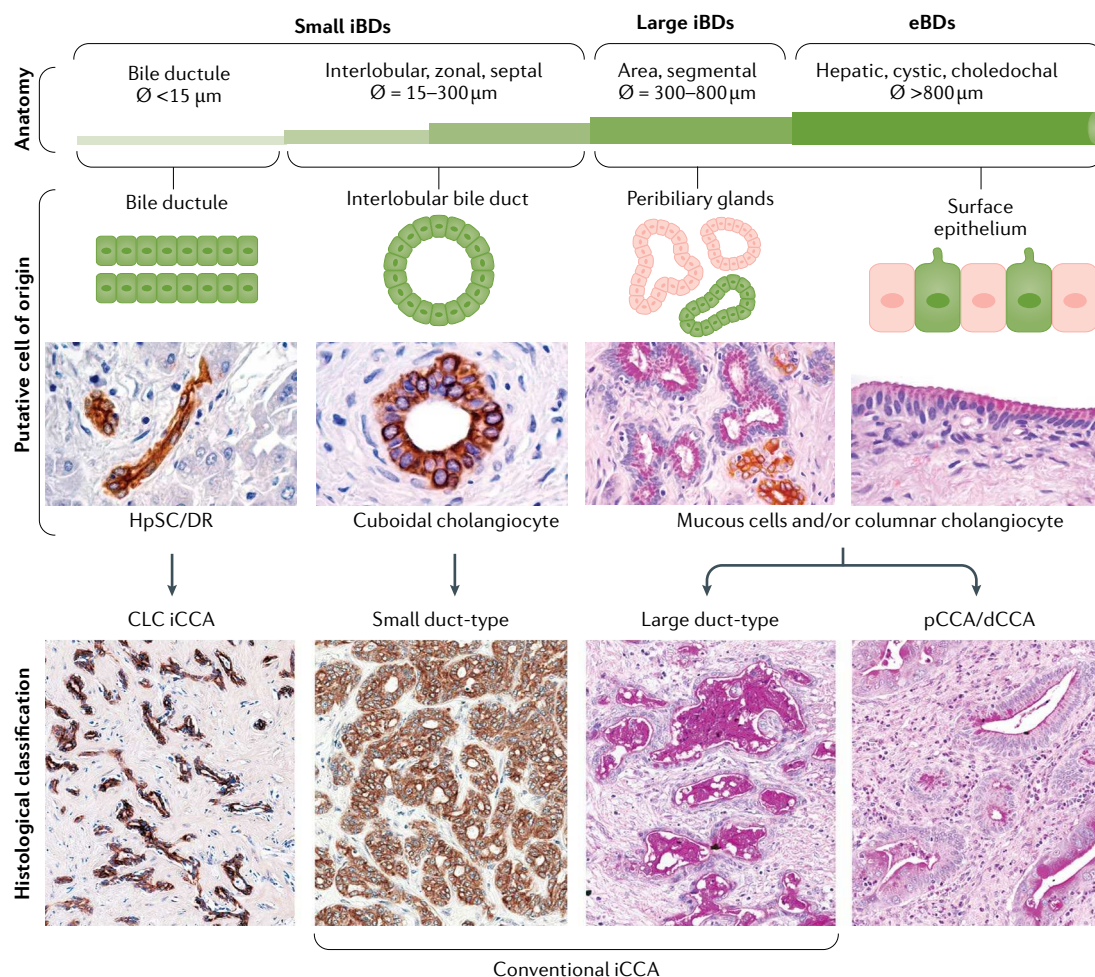 Small iBDs
Large iBDs
eBDs
Anatomy
Bile ductule
Ø <15 μm
Interlobular, zonal, septal
Ø = 15–300 μm
Area, segmental
Ø = 300–800 μm
Hepatic, cystic, choledochal
Ø >800 μm
Putative cell of origin
Bile ductule
Interlobular bile duct
Peribiliary glands
Surface
epithelium
HpSC/DR
Cuboidal cholangiocyte
Mucous cells and/or columnar cholangiocyte
Histological classification
CLC iCCA
Small duct-type
Large duct-type
pCCA/dCCA
Conventional iCCA